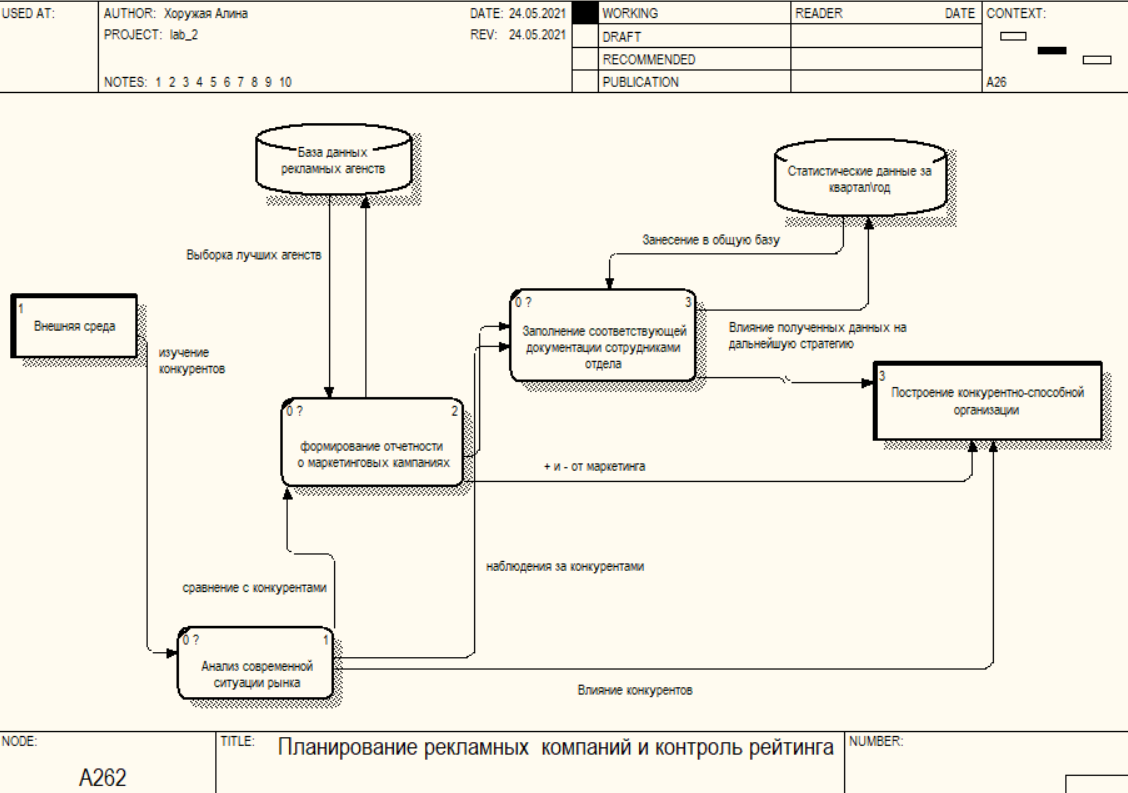 USED AT:
AUTHOR: Хоружая Алина
DATE: 24.05.2021
WORKING
READER
DATE
CONTEXT:
PROJECT: lab_2
REV: 24.05.2021
DRAFT
RECOMMENDED
NOTES: 1 2 3 4 5 6 7 8 9 10
PUBLICATION
A26
База данных
рекламных агенств
Статистические данные за
квартал\год
Выборка лучших агенств
Занесение в общую базу
1
Внешняя среда
изучение
конкурентов
0 ?
3
Заполнение соответствующей
документации сотрудниками
отдела
Влияние полученных данных на
дальнейшую стратегию
3
Построение конкурентно-способной
организации
0 ?
2
формирование отчетности
о маркетинговых кампаниях
+ и - от маркетинга
наблюдения за конкурентами
сравнение с конкурентами
0 ?
1
Анализ современной
ситуации рынка
Влияние конкурентов
NODE:
TITLE:
Планирование рекламных компаний и контроль рейтинга
NUMBER:
A262